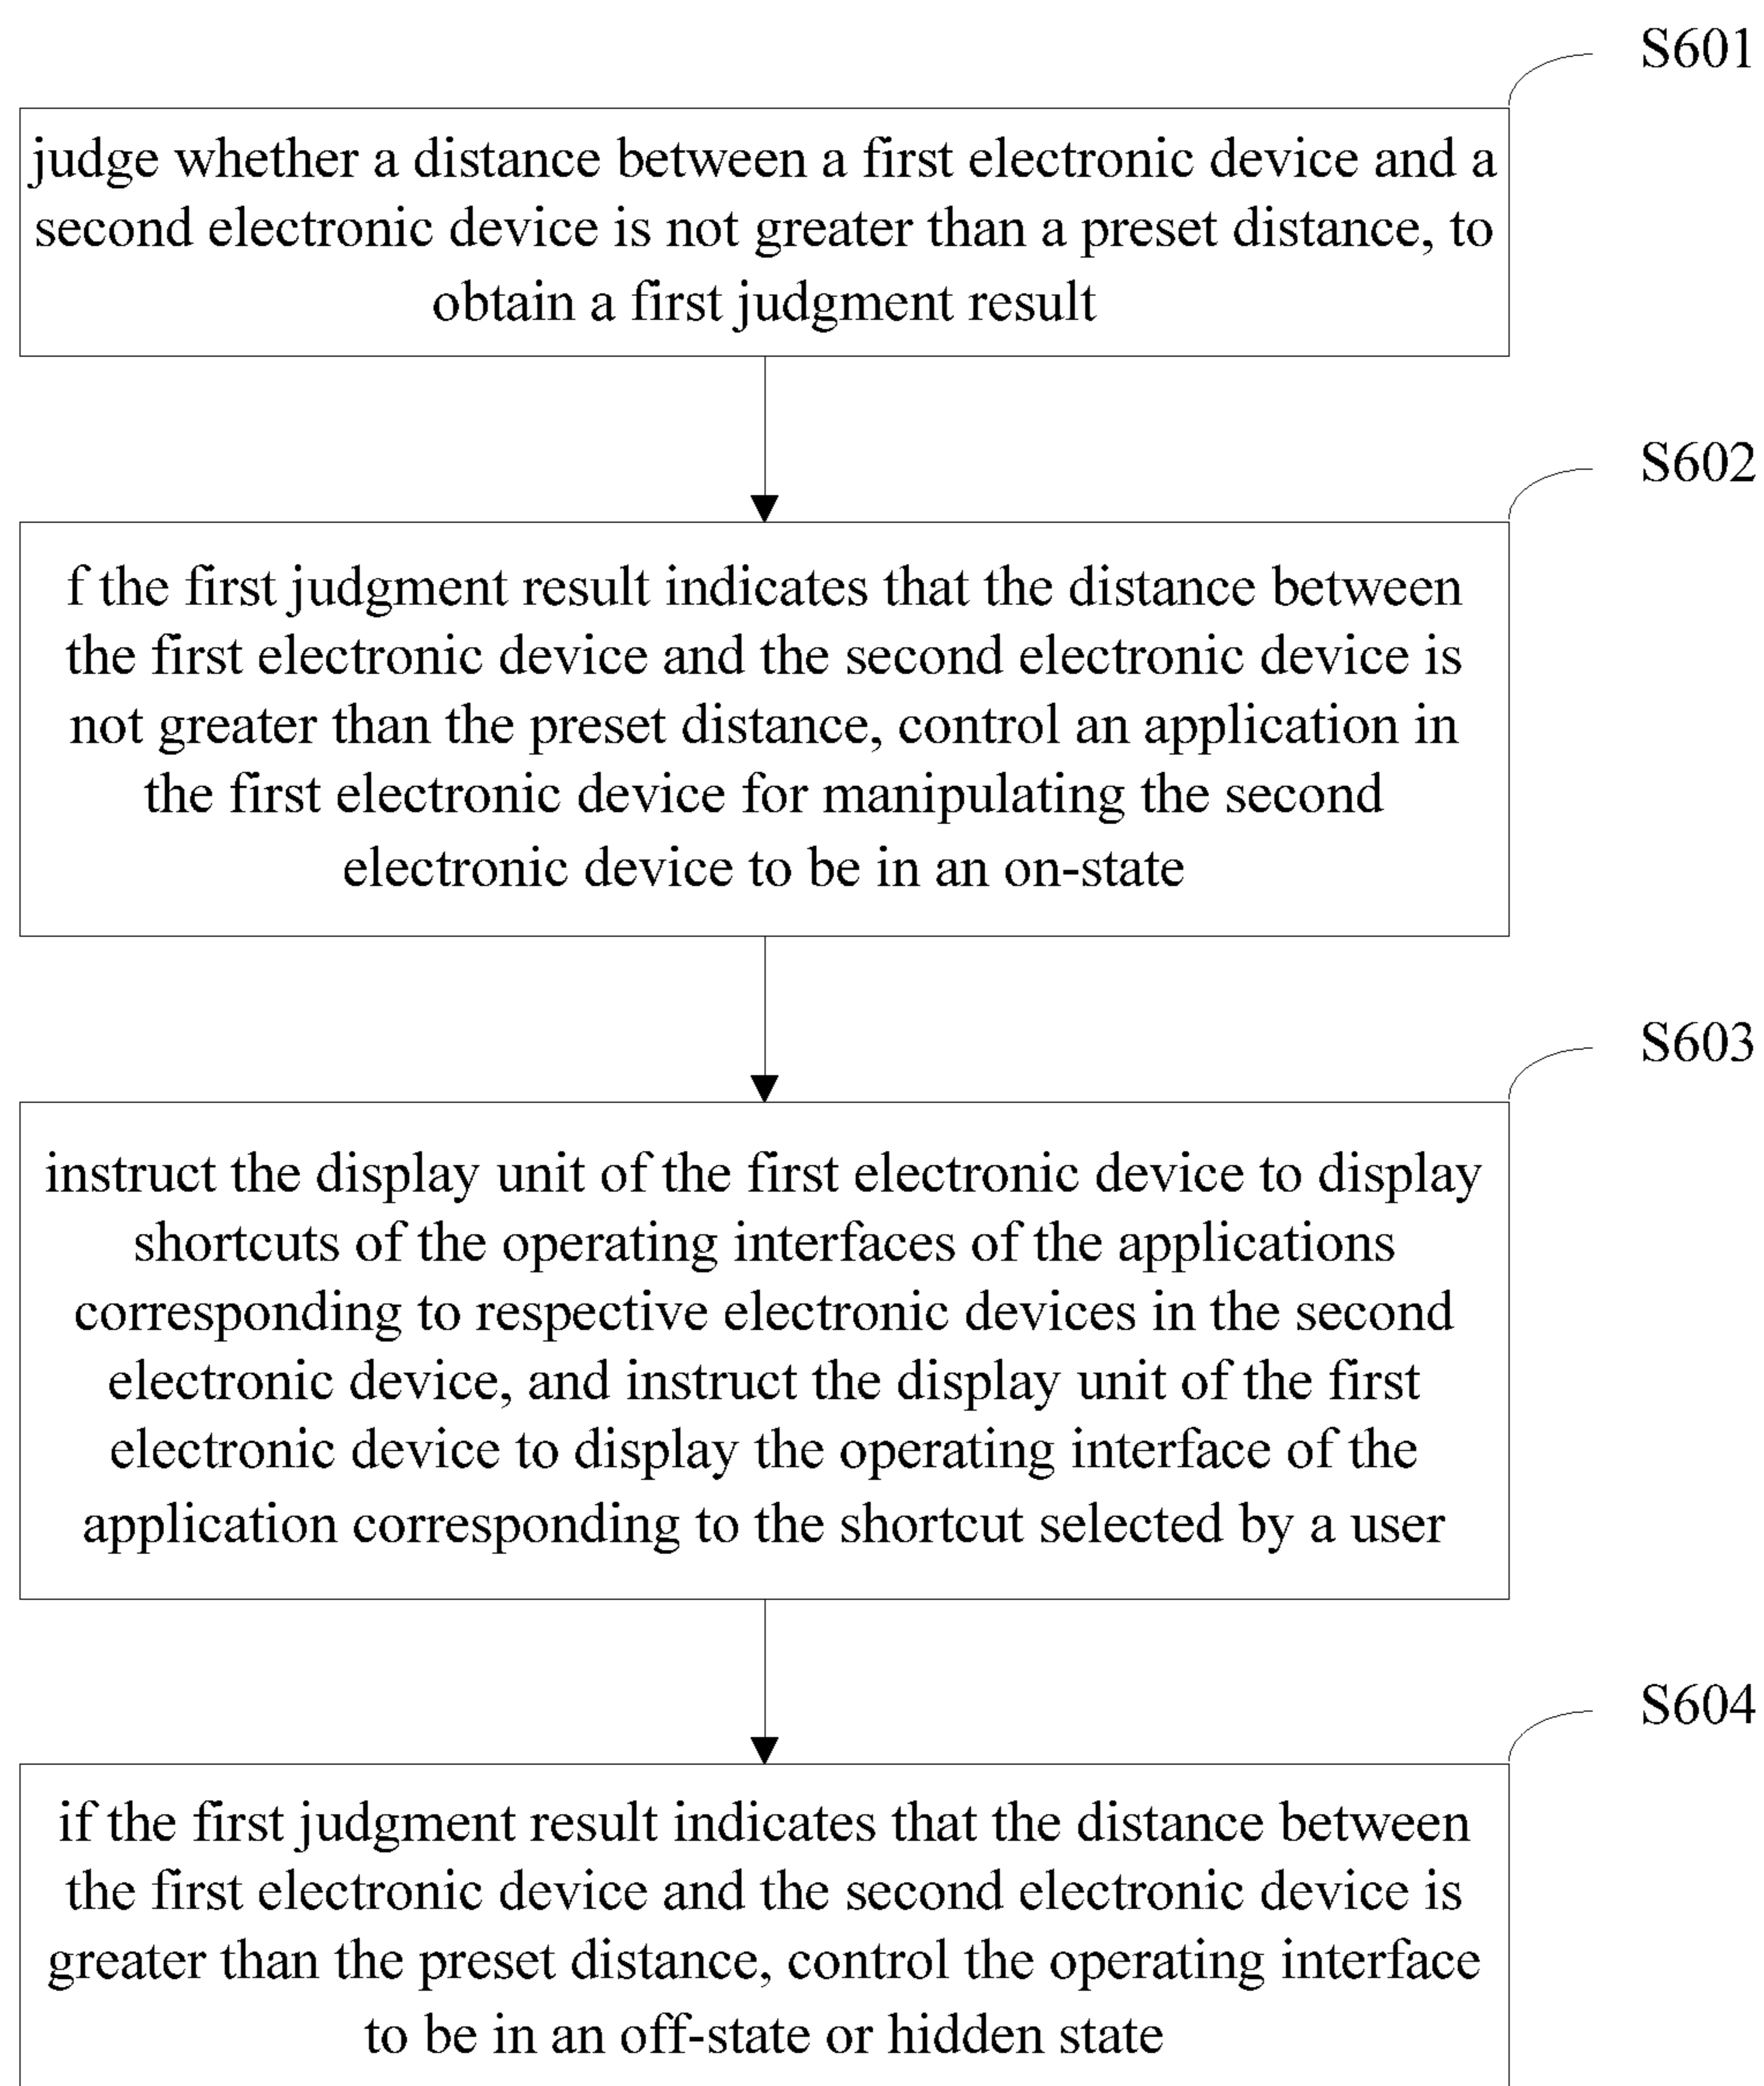 S601
judge whether a distance between a first electronic device and a
second electronic device is not greater than a preset distance, to
obtain a first judgment result
S602
f the first judgment result indicates that the distance between
the first electronic device and the second electronic device is
not greater than the preset distance, control an application in
the first electronic device for manipulating the second
electronic device to be in an on-state
S603
instruct the display unit of the first electronic device to display
shortcuts of the operating interfaces of the applications
corresponding to respective electronic devices in the second
electronic device, and instruct the display unit of the first
electronic device to display the operating interface of the
application corresponding to the shortcut selected by a user
S604
if the first judgment result indicates that the distance between
the first electronic device and the second electronic device is
greater than the preset distance, control the operating interface
to be in an off-state or hidden state